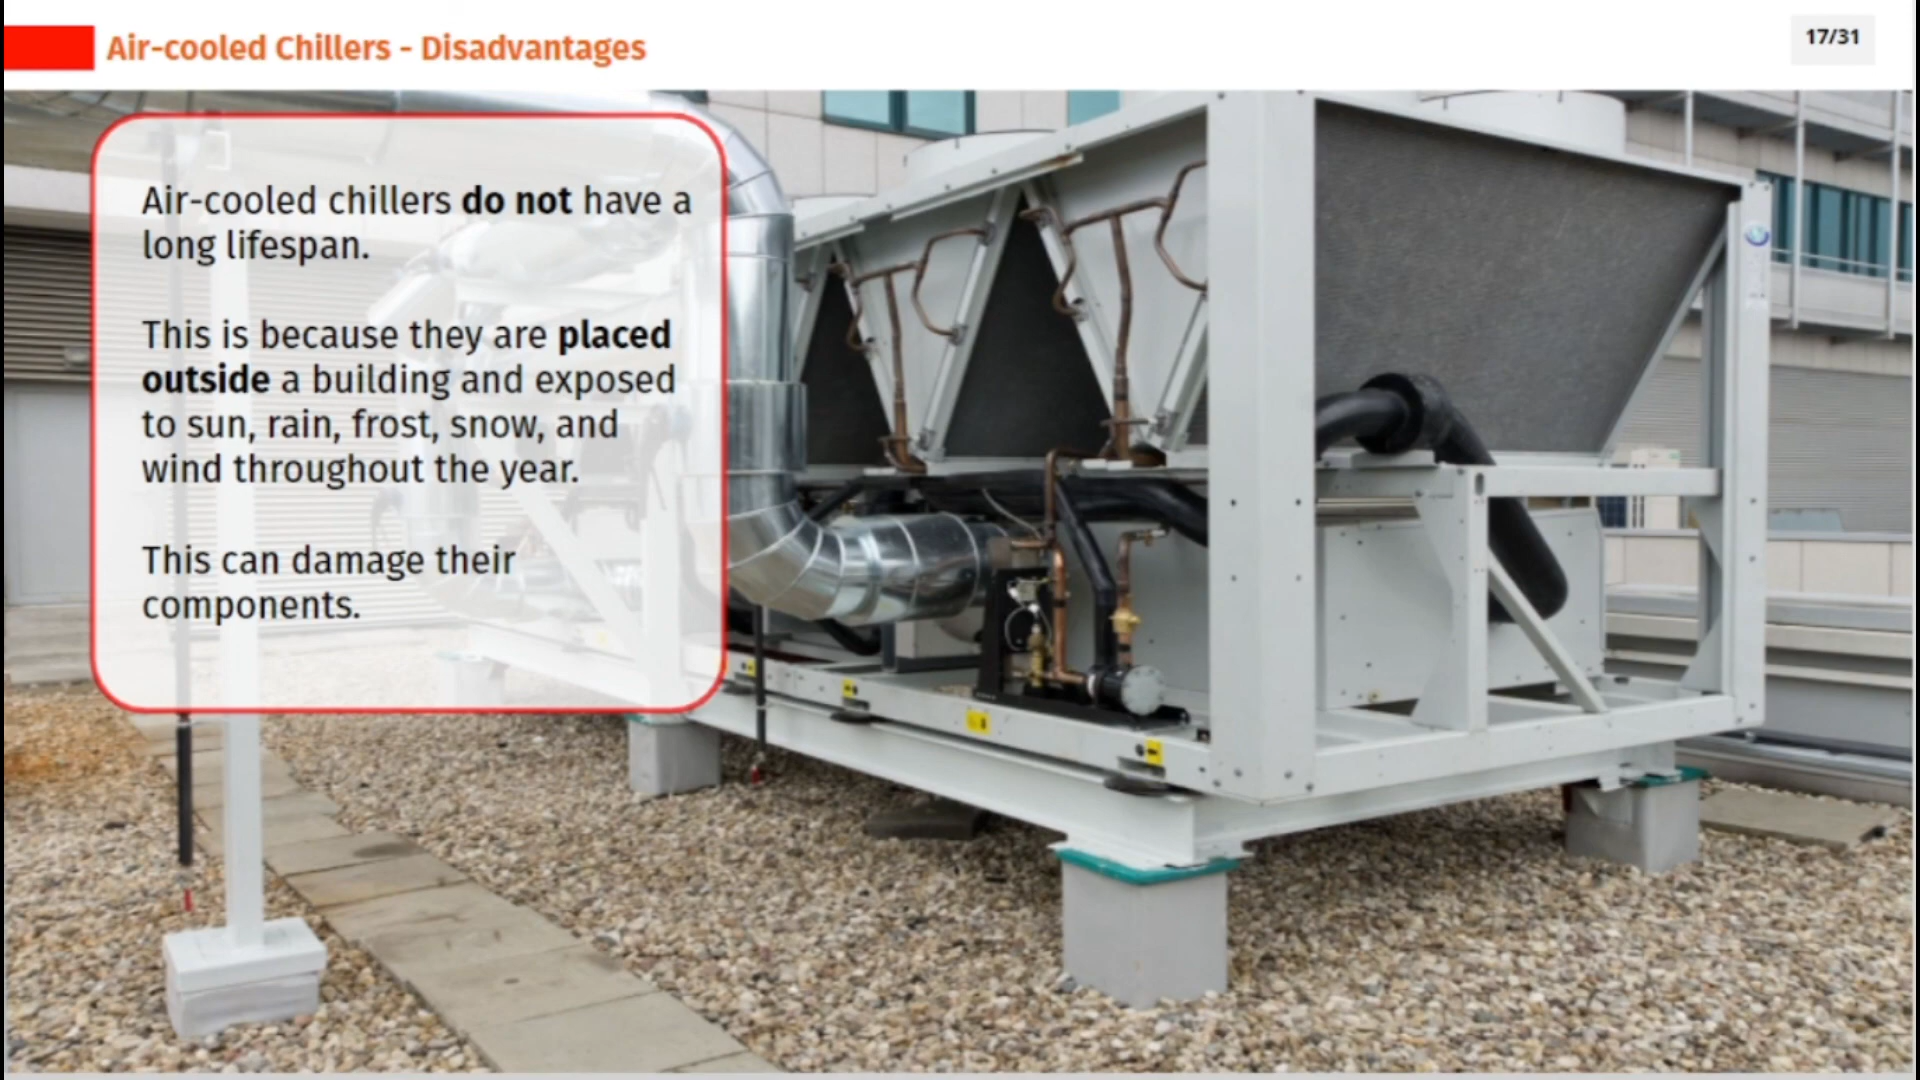 Air-cooled Chillers - Disadvantages
17/31
Air-cooled chillers do not have a
long lifespan.
This is because they are placed
outside a building and exposed
to sun, rain, frost, snow, and
wind throughout the year.
This can damage their
components.